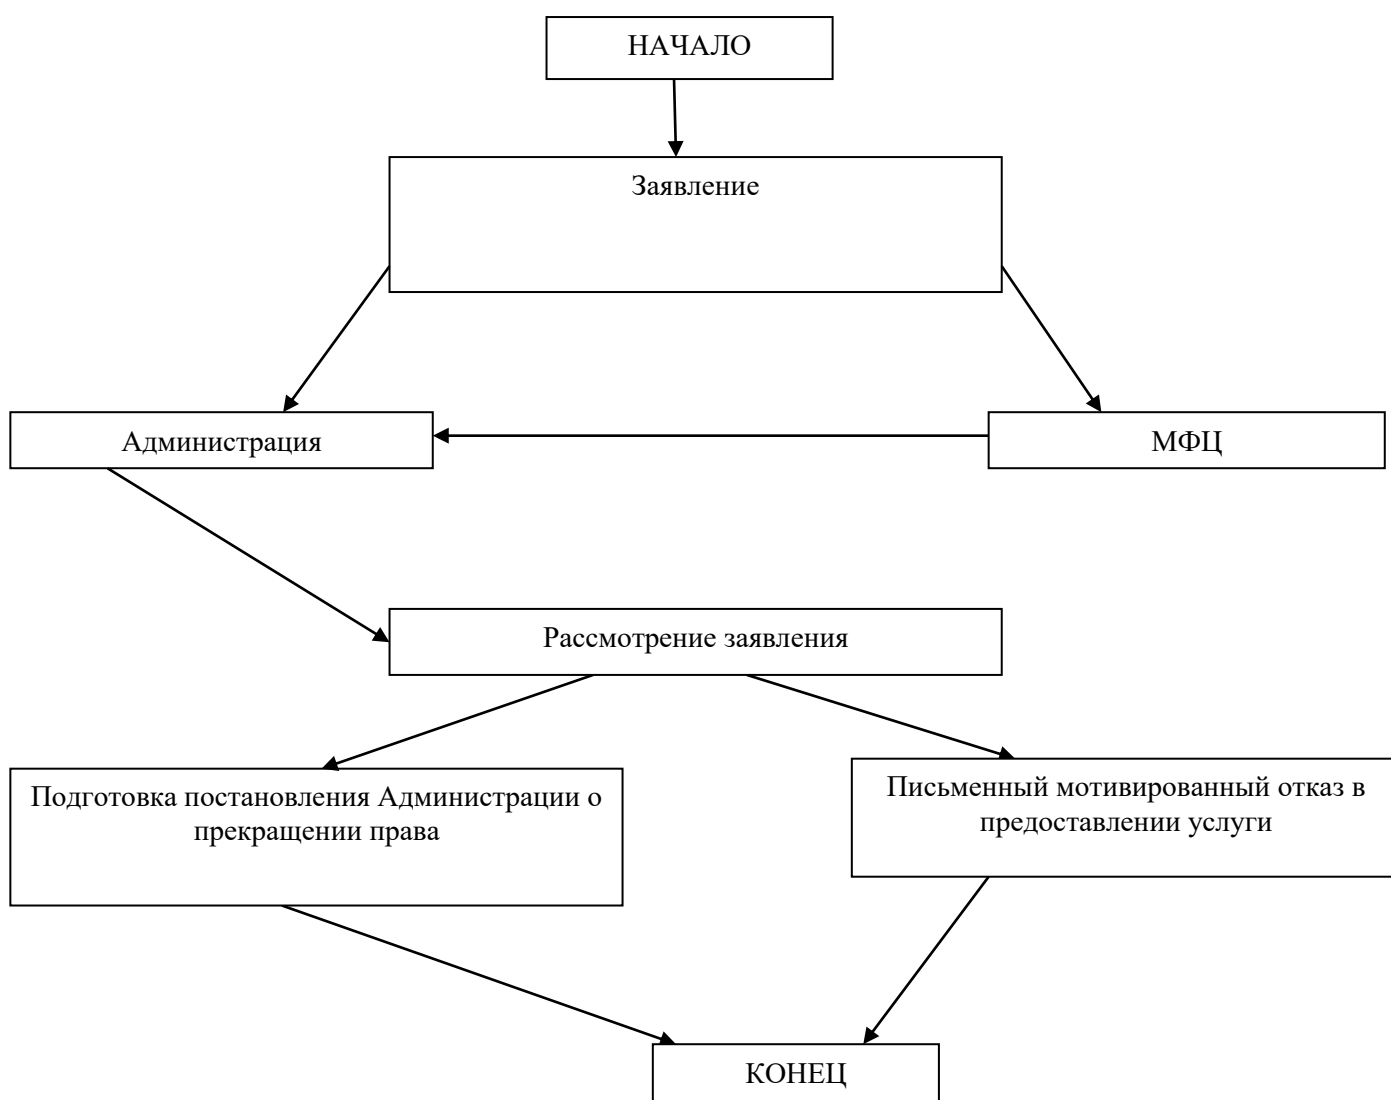 НАЧАЛО
Заявление
Администрация
МФЦ
Рассмотрение заявления
Подготовка постановления Администрации о
прекращении права
Письменный мотивированный отказ в
предоставлении услуги
КОНЕЦ